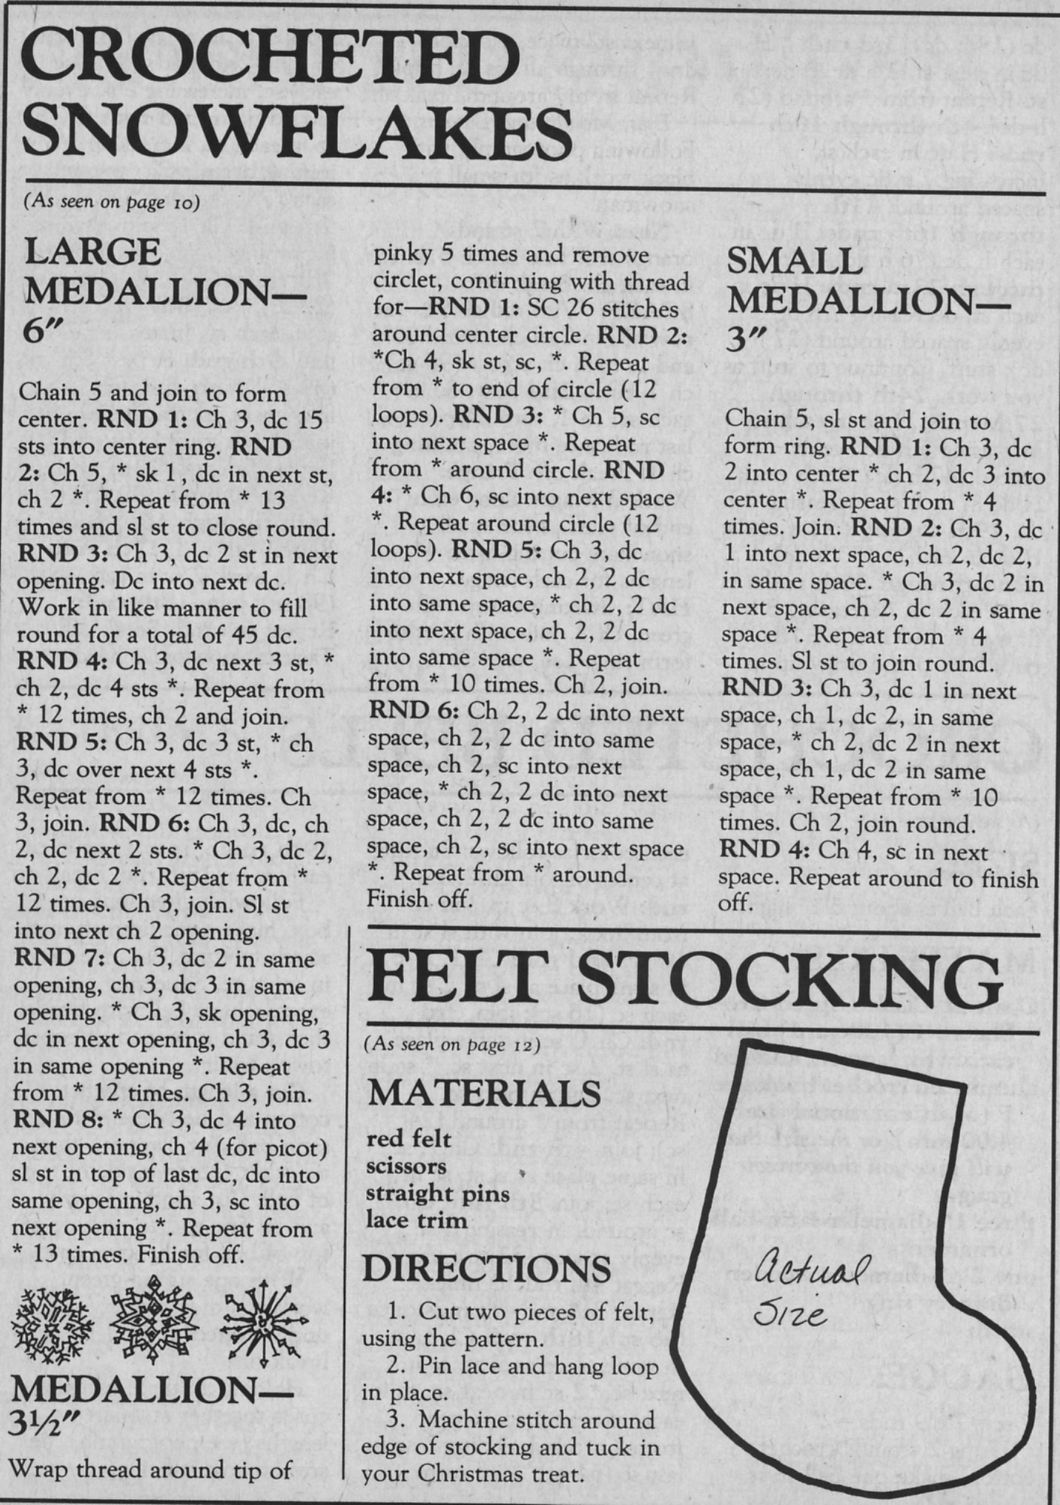 CROCHETED
SNOWFLAKES
(As seen on page 10)
LARGE
MEDALLION—
6″
Chain 5 and join to form
center. RND 1: Ch 3, dc 15
sts into center ring. RND
2: Ch 5, * sk 1, dc in next st,
ch 2 *. Repeat from * 13
times and sl st to close round.
RND 3: Ch 3, dc 2 st in next
opening. Dc into next dc.
Work in like manner to fill
round for a total of 45 dc.
RND 4: Ch 3, dc next 3 st, *
ch 2, dc 4 sts *. Repeat from
* 12 times, ch 2 and join.
RND 5: Ch 3, dc 3 st, * ch
3, dc over next 4 sts *.
Repeat from * 12 times. Ch
3, join. RND 6: Ch 3, dc, ch
2, dc next 2 sts. * Ch 3, dc 2,
ch 2, dc 2 *. Repeat from *
12 times. Ch 3, join. Sl st
into next ch 2 opening.
RND 7: Ch 3, dc 2 in same
opening, ch 3, dc 3 in same
opening. * Ch 3, sk opening,
dc in next opening, ch 3, dc 3
in same opening *. Repeat
from * 12 times. Ch 3, join.
RND 8: * Ch 3, dc 4 into
next opening, ch 4 (for picot)
sl st in top of last dc, dc into
same opening, ch 3, sc into
next opening *. Repeat from
* 13 times. Finish off.
MEDALLION—
3½″
Wrap thread around tip of
pinky 5 times and remove
circlet, continuing with thread
for—RND 1: SC 26 stitches
around center circle. RND 2:
*Ch 4, sk st, sc, *. Repeat
from * to end of circle (12
loops). RND 3: * Ch 5, sc
into next space *. Repeat
from * around circle. RND
4: * Ch 6, sc into next space
*. Repeat around circle (12
loops). RND 5: Ch 3, dc
into next space, ch 2, 2 dc
into same space, * ch 2, 2 dc
into next space, ch 2, 2 dc
into same space *. Repeat
from * 10 times. Ch 2, join.
RND 6: Ch 2, 2 dc into next
space, ch 2, 2 dc into same
space, ch 2, sc into next
space, * ch 2, 2 dc into next
space, ch 2, 2 dc into same
space, ch 2, sc into next space
*. Repeat from * around.
Finish off.
SMALL
MEDALLION—
3″
Chain 5, sl st and join to
form ring. RND 1: Ch 3, dc
2 into center * ch 2, dc 3 into
center *. Repeat from * 4
times. Join. RND 2: Ch 3, dc
1 into next space, ch 2, dc 2,
in same space. * Ch 3, dc 2 in
next space, ch 2, dc 2 in same
space *. Repeat from * 4
times. Sl st to join round.
RND 3: Ch 3, dc 1 in next
space, ch 1, dc 2, in same
space, * ch 2, dc 2 in next
space, ch 1, dc 2 in same
space *. Repeat from * 10
times. Ch 2, join round.
RND 4: Ch 4, sc in next
space. Repeat around to finish
off.
FELT STOCKING
(As seen on page 12)
MATERIALS
red felt
scissors
straight pins
lace trim
DIRECTIONS
1. Cut two pieces of felt,
using the pattern.
2. Pin lace and hang loop
in place.
3. Machine stitch around
edge of stocking and tuck in
your Christmas treat.
Actual
Size